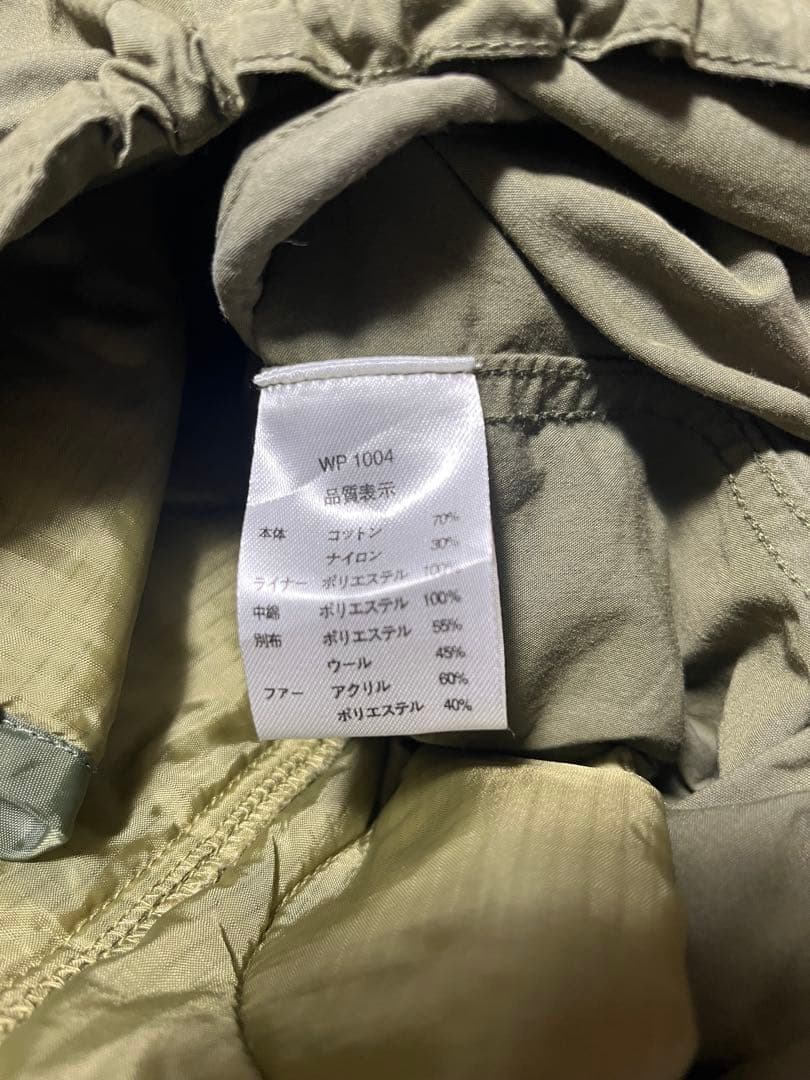 WP 1004
品質表示
本体 コットン 70%
ナイロン 30%
ライナー ポリエステル 100%
中綿 ポリエステル 100%
別布 ポリエステル 55%
ウール 45%
ファー アクリル 60%
ポリエステル 40%